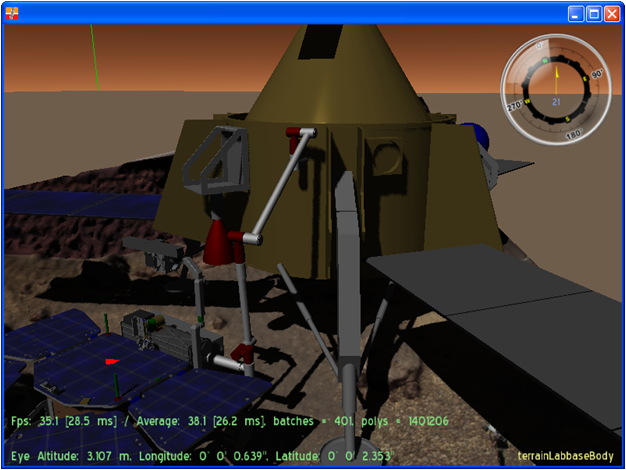 0°
90°
270°
21
180°
Fps: 35.1 [28.5 ms] / Average: 38.1 [26.2 ms], batches = 401, polys = 1401206
Eye Altitude: 3.107 m. Longitude: 0° 0' 0.639", Latitude: 0° 0' 2.353" terrainLabbaseBody